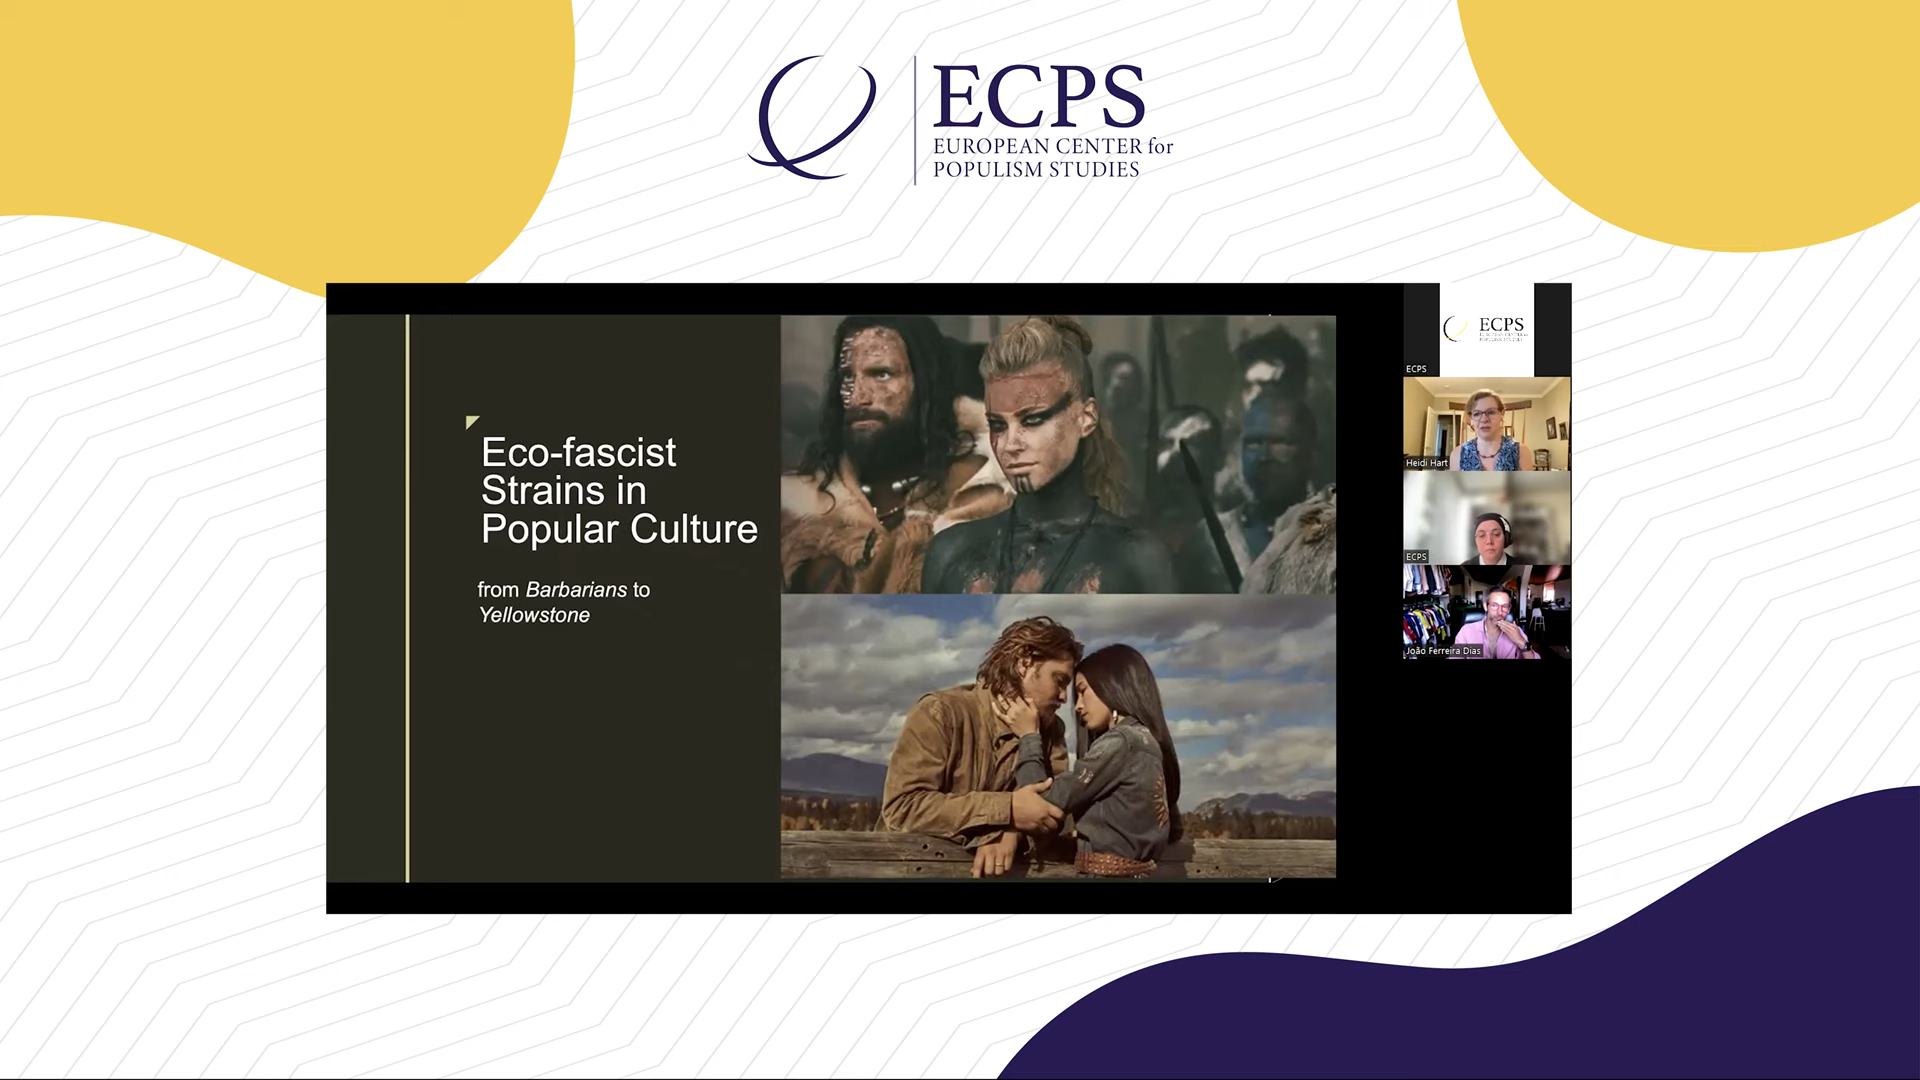 ECPS
EUROPEAN CENTER for
POPULISM STUDIES
Eco-fascist
Strains in
Popular Culture
from Barbarians to
Yellowstone
ECPS
ECPS
Heidi Hart
ECPS
João Ferreira Dias